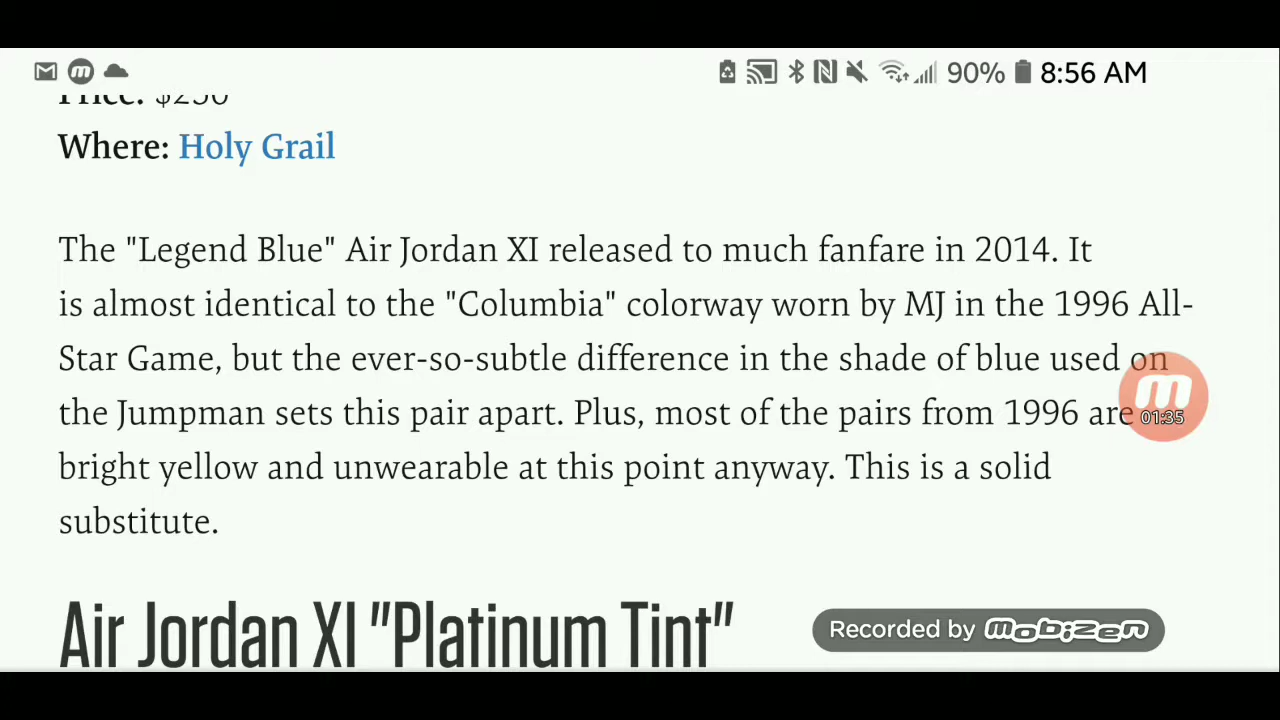 90% 8:56 AM
Price: $250
Where: Holy Grail
The "Legend Blue" Air Jordan XI released to much fanfare in 2014. It
is almost identical to the "Columbia" colorway worn by MJ in the 1996 All-
Star Game, but the ever-so-subtle difference in the shade of blue used on
the Jumpman sets this pair apart. Plus, most of the pairs from 1996 are
01:35
bright yellow and unwearable at this point anyway. This is a solid
substitute.
Air Jordan XI "Platinum Tint"
Recorded by mobizen